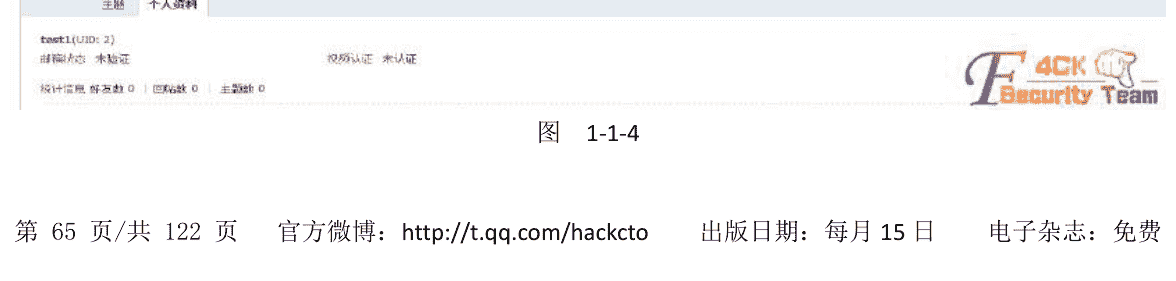 主题 个人资料
test1(UID: 2)
邮箱状态 未验证 视频认证 未认证
统计信息 好友数 0 | 回帖数 0 | 主题数 0
F4CK
Security Team
图 1-1-4
第 65 页/共 122 页 官方微博：http://t.qq.com/hackcto 出版日期：每月 15 日 电子杂志：免费